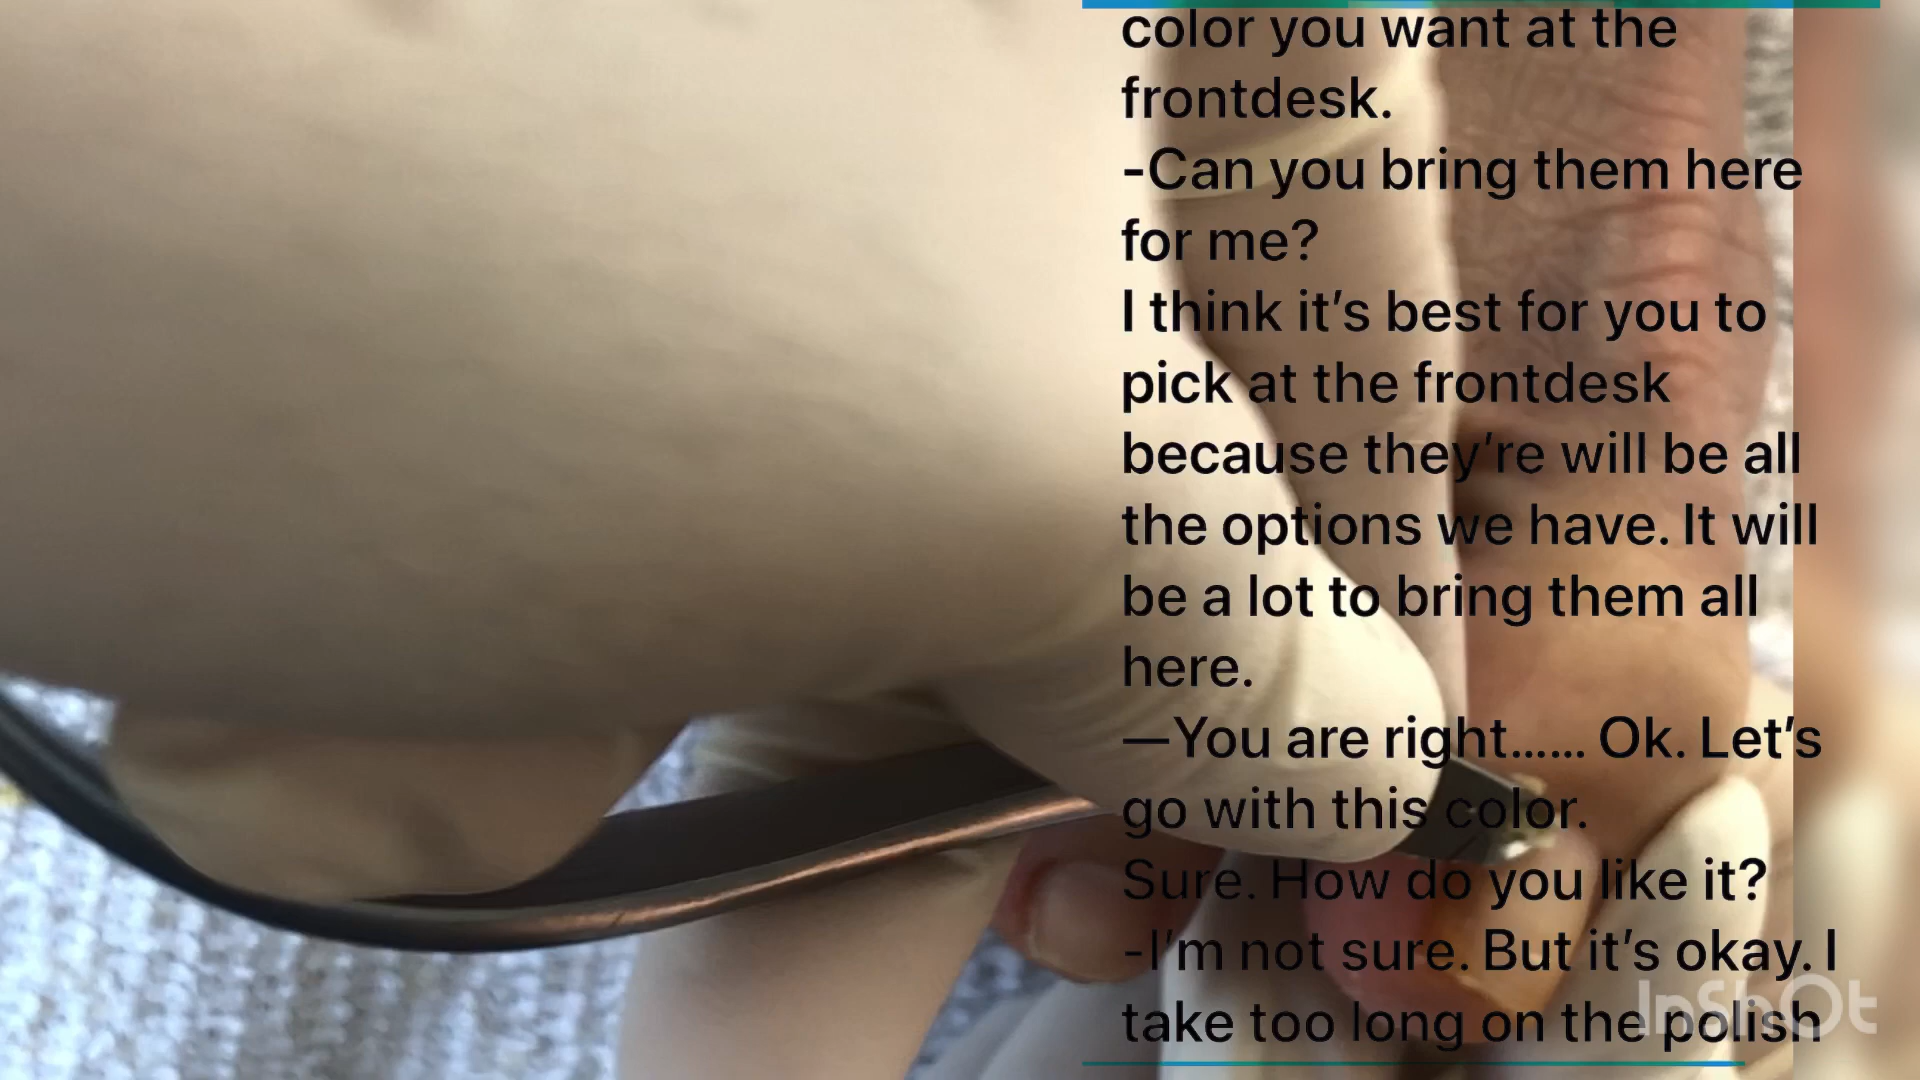 color you want at the
frontdesk.
-Can you bring them here
for me?
I think it’s best for you to
pick at the frontdesk
because they’re will be all
the options we have. It will
be a lot to bring them all
here.
—You are right...... Ok. Let’s
go with this color.
Sure. How do you like it?
-I’m not sure. But it’s okay. I
take too long on the polish
InShOt